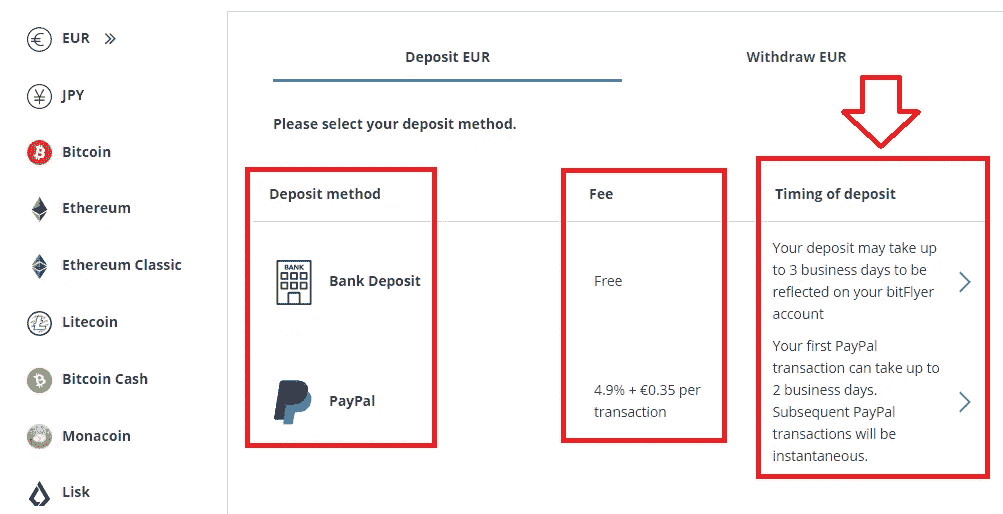 EUR
JPY
Bitcoin
Ethereum
Ethereum Classic
Litecoin
Bitcoin Cash
Monacoin
Lisk
Deposit EUR
Withdraw EUR
Please select your deposit method.
Deposit method
Fee
Timing of deposit
BANK
Bank Deposit
Free
Your deposit may take up
to 3 business days to be
reflected on your bitFlyer
account
PayPal
4.9% + €0.35 per
transaction
Your first PayPal
transaction can take up to
2 business days.
Subsequent PayPal
transactions will be
instantaneous.